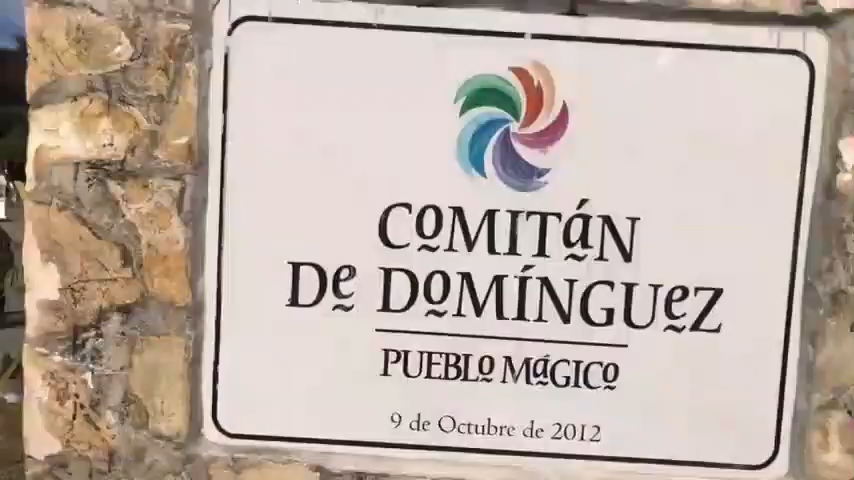 COMITáN
De DOMÍNGUeZ
PUEBLO MáGICO
9 de Octubre de 2012